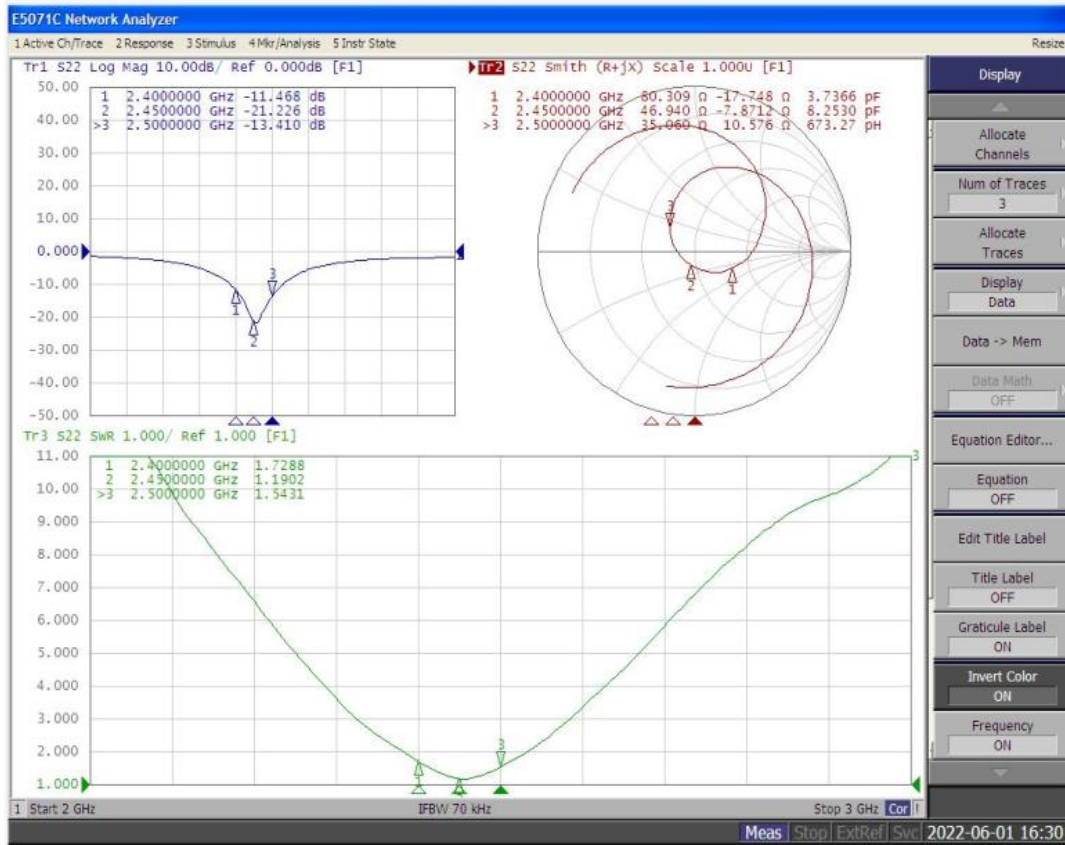 E5071C Network Analyzer
1 Active Ch/Trace 2 Response 3 Stimulus 4 Mkr/Analysis 5 Instr State Resize
Tr1 S22 Log Mag 10.00dB/ Ref 0.000dB [F1]
50.00
40.00
30.00
20.00
10.00
0.000
-10.00
-20.00
-30.00
-40.00
-50.00
1 2.4000000 GHz -11.468 dB
2 2.4500000 GHz -21.226 dB
>3 2.5000000 GHz -13.410 dB
1
2
3
Tr2 S22 Smith (R+jX) Scale 1.000U [F1]
1 2.4000000 GHz 80.309 Ω -17.748 Ω 3.7366 pF
2 2.4500000 GHz 46.940 Ω -7.8712 Ω 8.2530 pF
>3 2.5000000 GHz 35.060 Ω 10.576 Ω 673.27 pH
3
2
1
Tr3 S22 SWR 1.000/ Ref 1.000 [F1]
11.00
10.00
9.000
8.000
7.000
6.000
5.000
4.000
3.000
2.000
1.000
1 2.4000000 GHz 1.7288
2 2.4500000 GHz 1.1902
>3 2.5000000 GHz 1.5431
3
1
2
3
1 Start 2 GHz IFBW 70 kHz Stop 3 GHz Cor !
Display
Allocate
Channels
Num of Traces
3
Allocate
Traces
Display
Data
Data -> Mem
Data Math
OFF
Equation Editor...
Equation
OFF
Edit Title Label
Title Label
OFF
Graticule Label
ON
Invert Color
ON
Frequency
ON
Meas Stop ExtRef Svc 2022-06-01 16:30